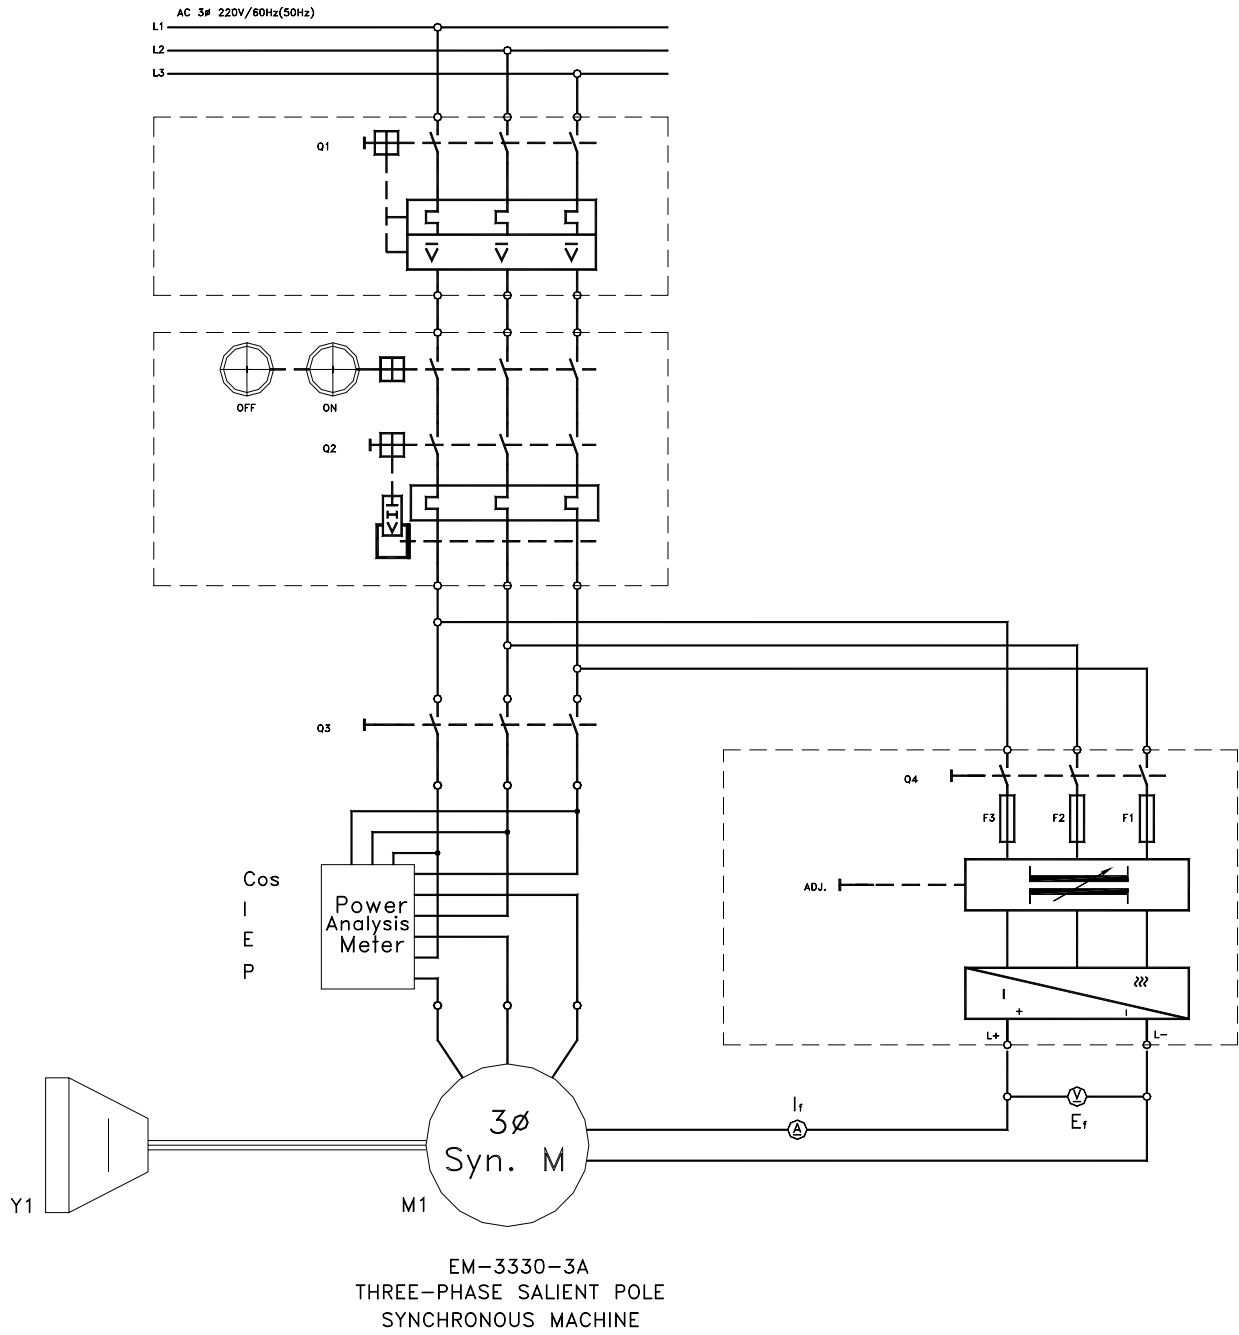 AC 3ø 220V/60Hz(50Hz)
L1
L2
L3
Q1
OFF
ON
Q2
Q3
Q4
F3
F2
F1
ADJ.
Cos
I
E
P
Power
Analysis
Meter
+
L+
L-
If
A
V
Ef
3ø
Syn. M
Y1
M1
EM-3330-3A
THREE-PHASE SALIENT POLE
SYNCHRONOUS MACHINE